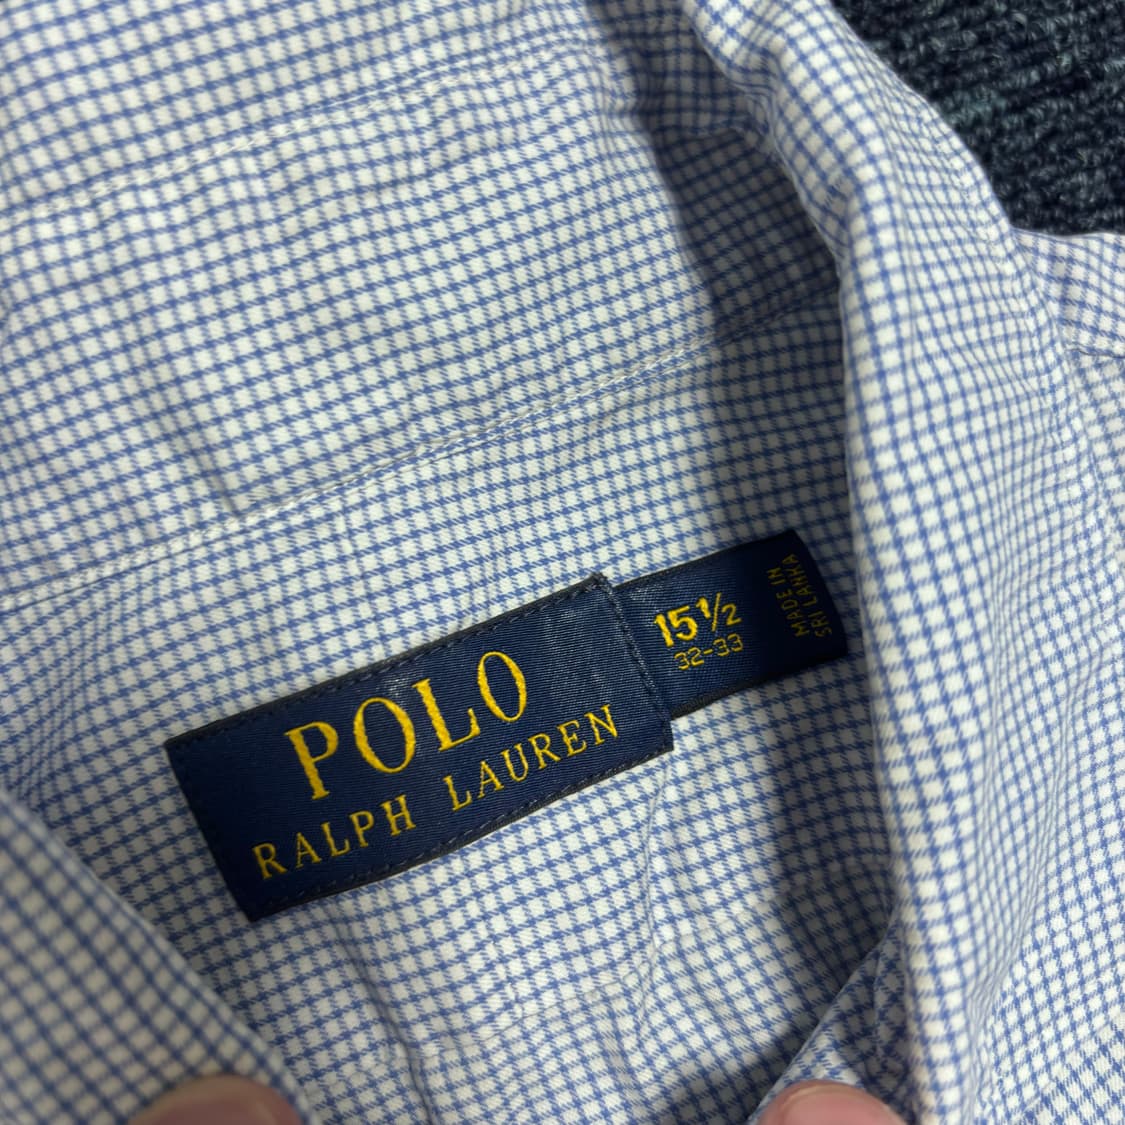 POLO
RALPH LAUREN
15½
32-33
MADE IN
SRI LANKA